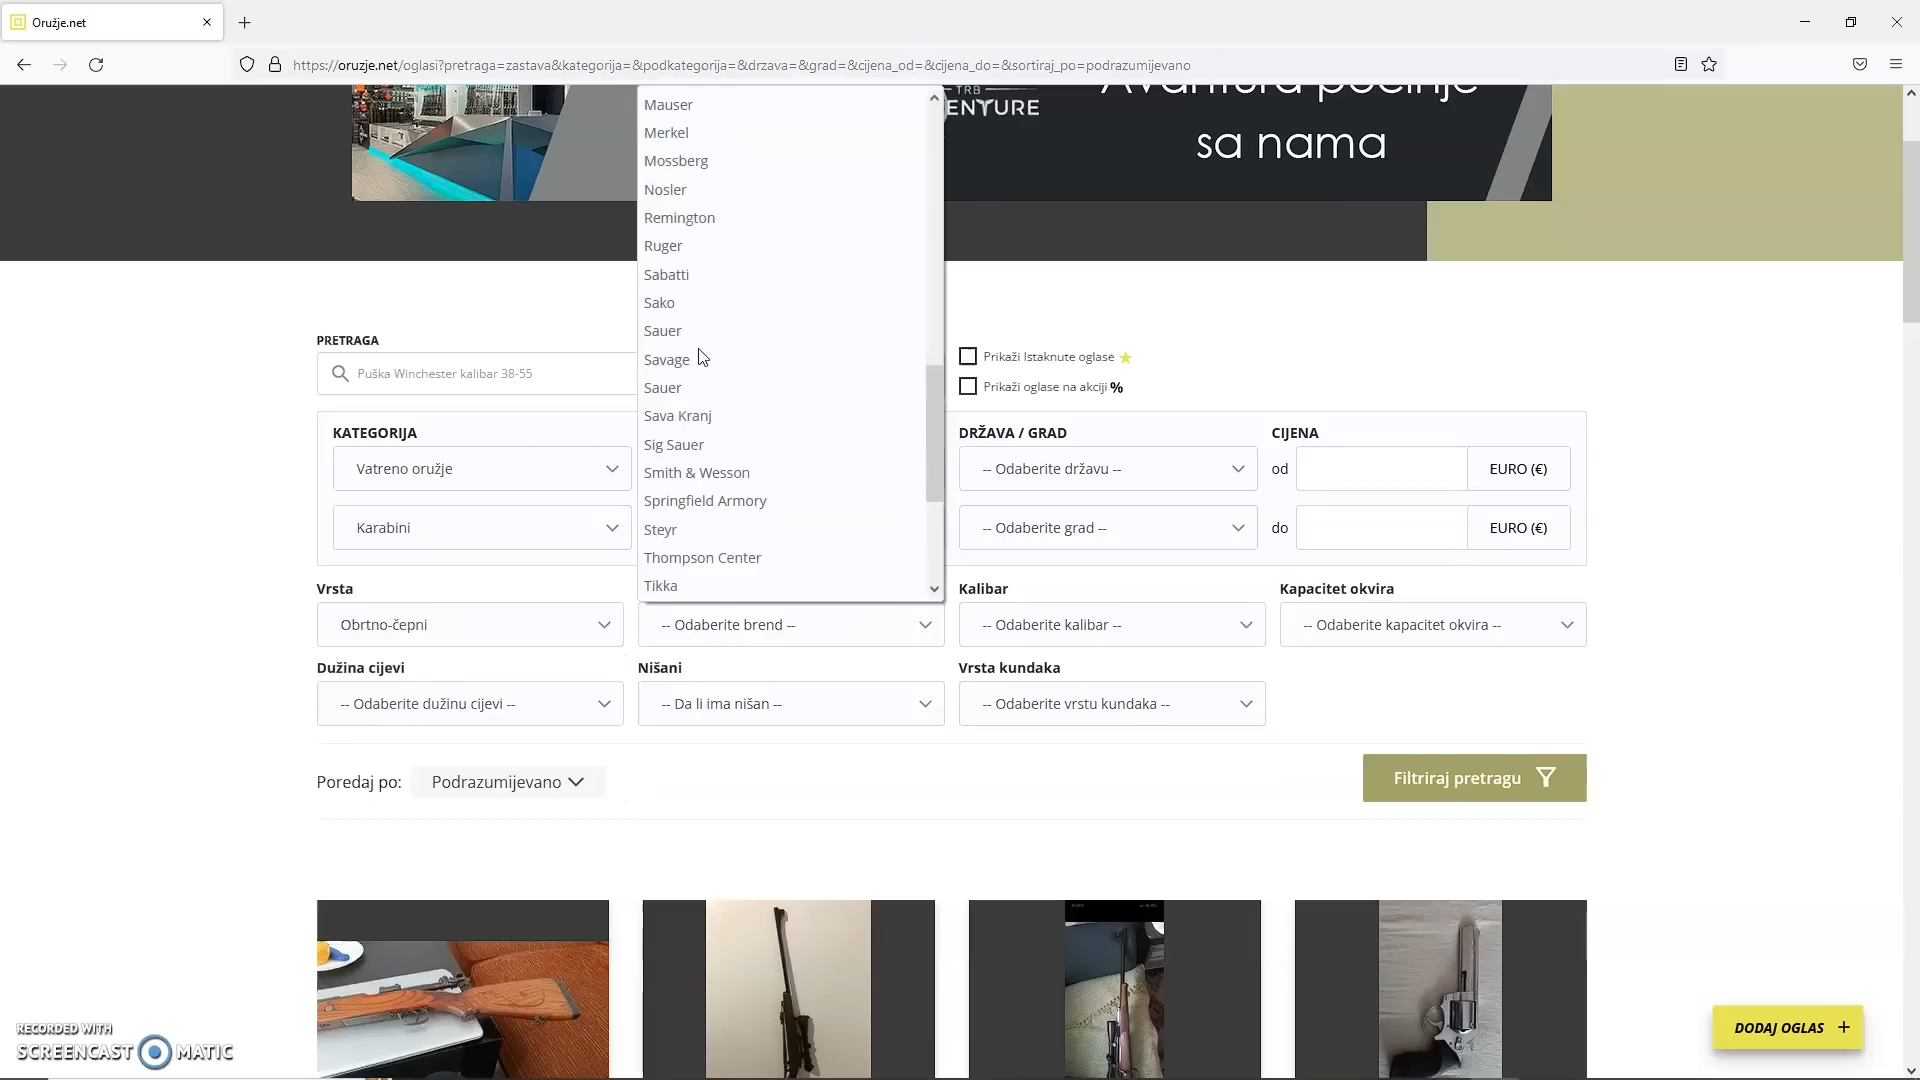 Oružje.net
https://oruzje.net/oglasi?pretraga=zastava&kategorija=&podkategorija=&drzava=&grad=&cijena_od=&cijena_do=&sortiraj_po=podrazumijevano
TRB
ENTURE
Avantura počinje
sa nama
Mauser
Merkel
Mossberg
Nosler
Remington
Ruger
Sabatti
Sako
Sauer
Savage
Sauer
Sava Kranj
Sig Sauer
Smith & Wesson
Springfield Armory
Steyr
Thompson Center
Tikka
PRETRAGA
Puška Winchester kalibar 38-55
Prikaži Istaknute oglase
Prikaži oglase na akciji %
KATEGORIJA
DRŽAVA / GRAD
CIJENA
Vatreno oružje
-- Odaberite državu --
od
EURO (€)
Karabini
-- Odaberite grad --
do
EURO (€)
Vrsta
Kalibar
Kapacitet okvira
Obrtno-čepni
-- Odaberite brend --
-- Odaberite kalibar --
-- Odaberite kapacitet okvira --
Dužina cijevi
Nišani
Vrsta kundaka
-- Odaberite dužinu cijevi --
-- Da li ima nišan --
-- Odaberite vrstu kundaka --
Poredaj po:
Podrazumijevano
Filtriraj pretragu
DODAJ OGLAS +
RECORDED WITH
SCREENCAST MATIC